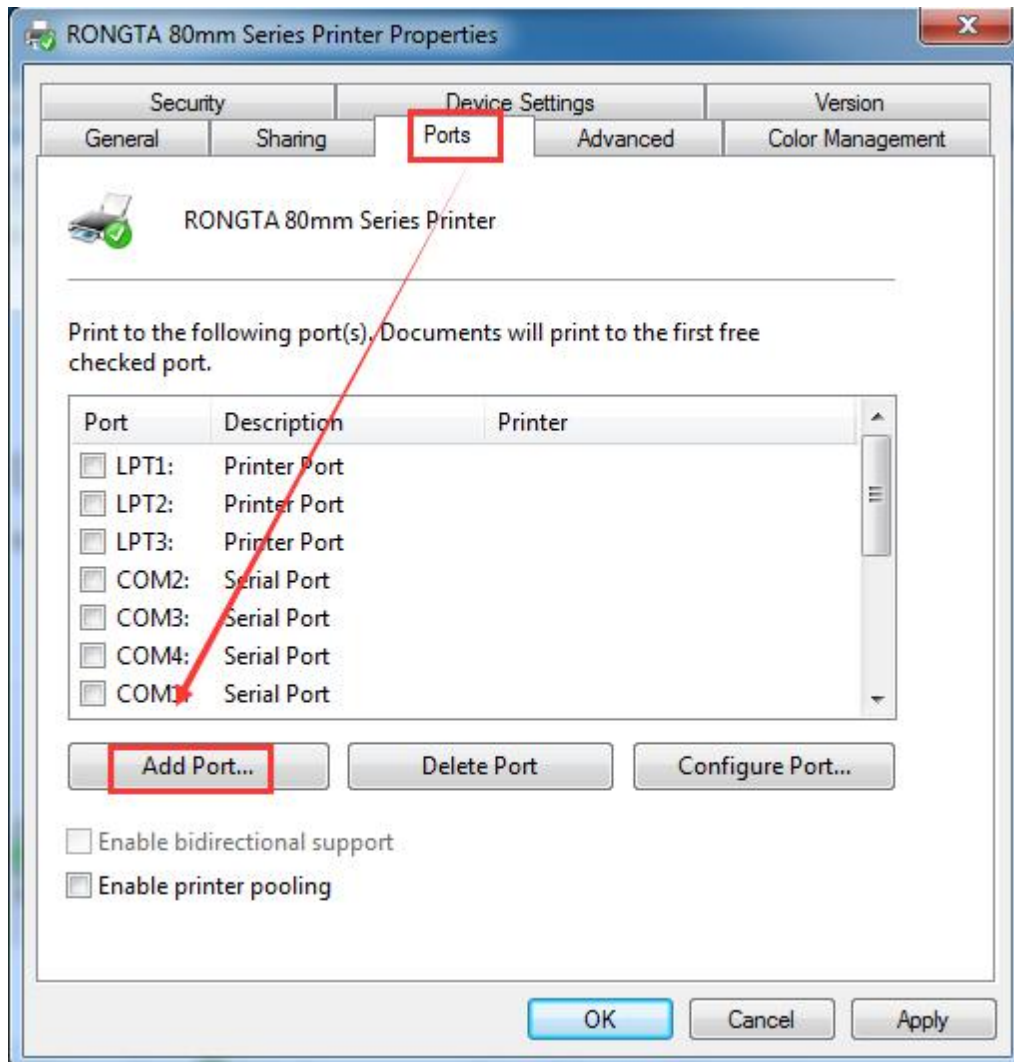 RONGTA 80mm Series Printer Properties
Security Device Settings Version
General Sharing Ports Advanced Color Management
RONGTA 80mm Series Printer
Print to the following port(s). Documents will print to the first free
checked port.
Port Description Printer
LPT1: Printer Port
LPT2: Printer Port
LPT3: Printer Port
COM2: Serial Port
COM3: Serial Port
COM4: Serial Port
COM1: Serial Port
Add Port... Delete Port Configure Port...
Enable bidirectional support
Enable printer pooling
OK Cancel Apply